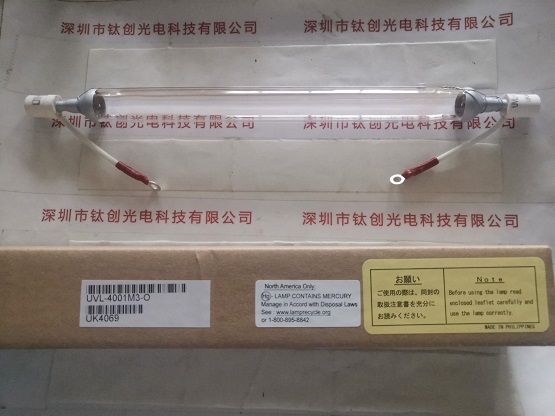 深圳市钛创光电科技有限公司
深圳市钛创光电科技有限公司
深圳市钛创光电科技有限公司
深圳市钛创光电科技有限公司
深圳市钛创光电科技有限公司
深圳市钛创光电科技有限公司
UVL-4001M3-O
UK4069
North America Only:
Hg - LAMP CONTAINS MERCURY
Manage in Accord with Disposal Laws
See : www.lamprecycle.org
or 1-800-895-8842
お願い
ご使用の際は、同封の
取扱注意書を充分に
お読みください。
Note
Before using the lamp read
enclosed leaflet carefully and
use the lamp correctly.
MADE IN PHILIPPINES